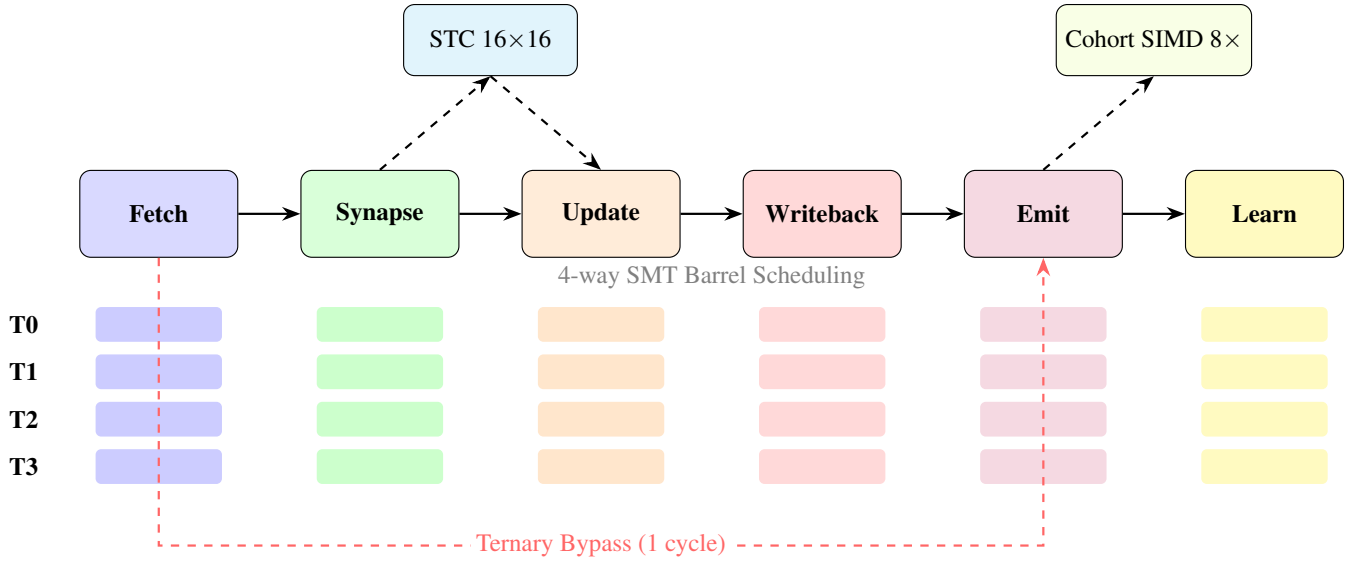 STC 16×16
Cohort SIMD 8×
Fetch
Synapse
Update
Writeback
Emit
Learn
4-way SMT Barrel Scheduling
T0
T1
T2
T3
Ternary Bypass (1 cycle)